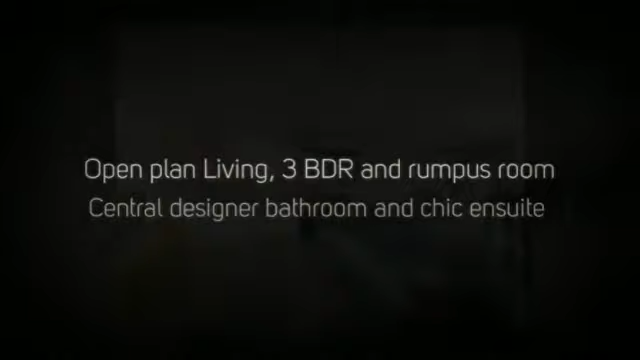 Open plan Living, 3 BDR and rumpus room
Central designer bathroom and chic ensuite